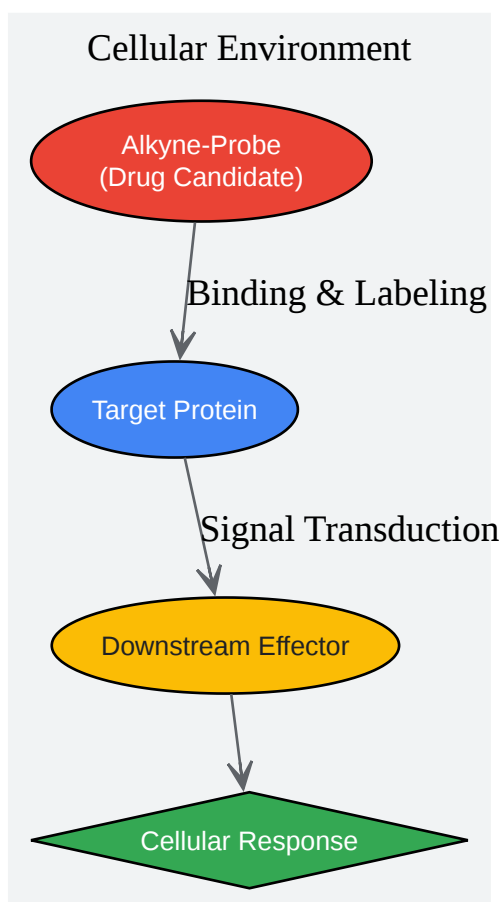 Cellular Environment
Alkyne-Probe
(Drug Candidate)
Binding & Labeling
Target Protein
Signal Transduction
Downstream Effector
Cellular Response